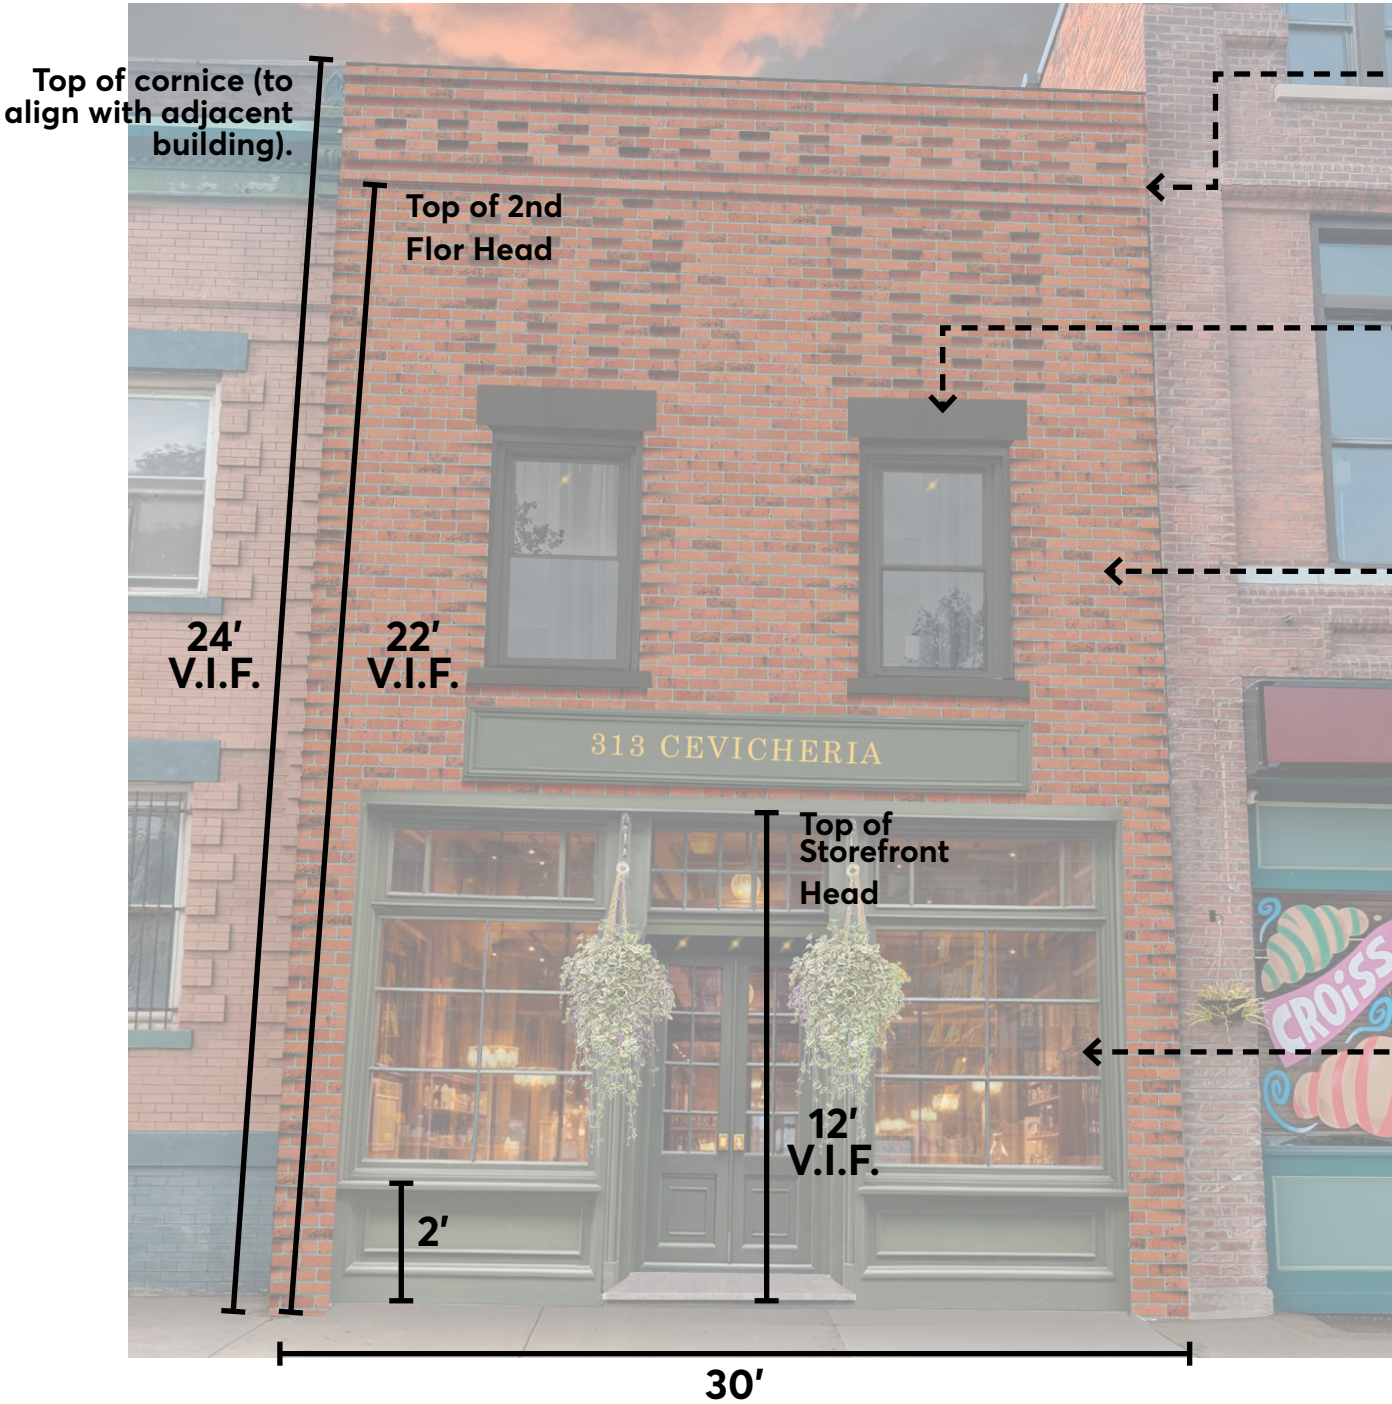 Top of cornice (to
align with adjacent
building).
Top of 2nd
Flor Head
24'
V.I.F.
22'
V.I.F.
313 CEVICHERIA
Top of
Storefront
Head
CROISS
12'
V.I.F.
2'
30'